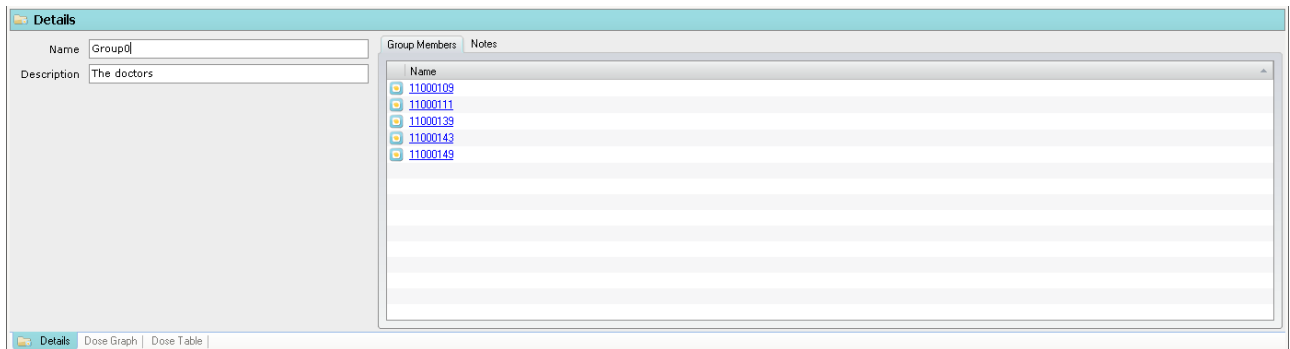 Details
Name Group0
Description The doctors
Group Members Notes
Name
11000109
11000111
11000139
11000143
11000149
Details Dose Graph Dose Table